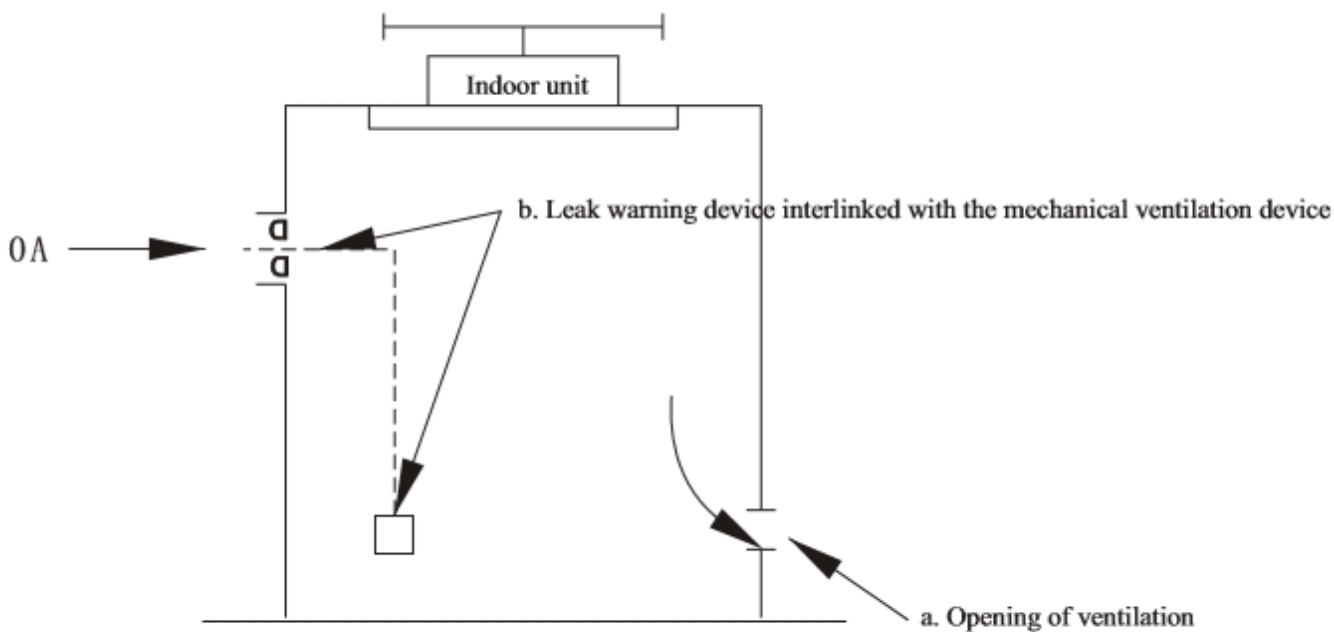 Indoor unit
b. Leak warning device interlinked with the mechanical ventilation device
OA
a. Opening of ventilation